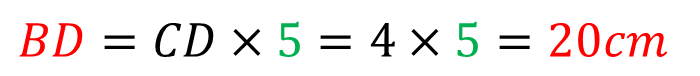 BD = CD × 5 = 4 × 5 = 20cm